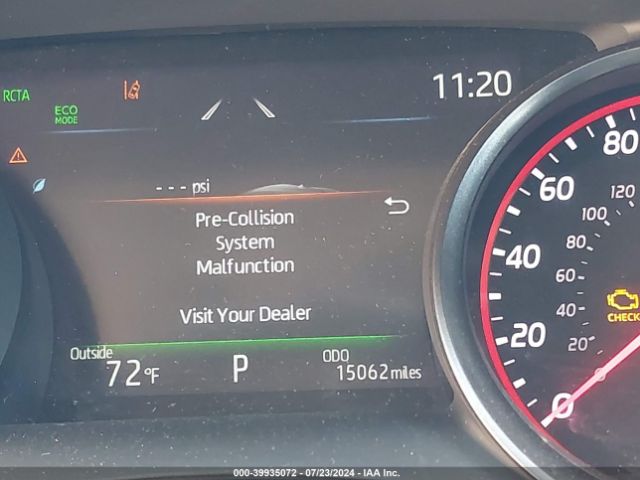 RCTA
ECO
MODE
11:20
--- psi
Pre-Collision
System
Malfunction
Visit Your Dealer
Outside
72°F
P
ODO
15062 miles
80
60
40
20
0
120
100
80
60
40
20
0
CHECK
000-39935072 - 07/23/2024 - IAA Inc.